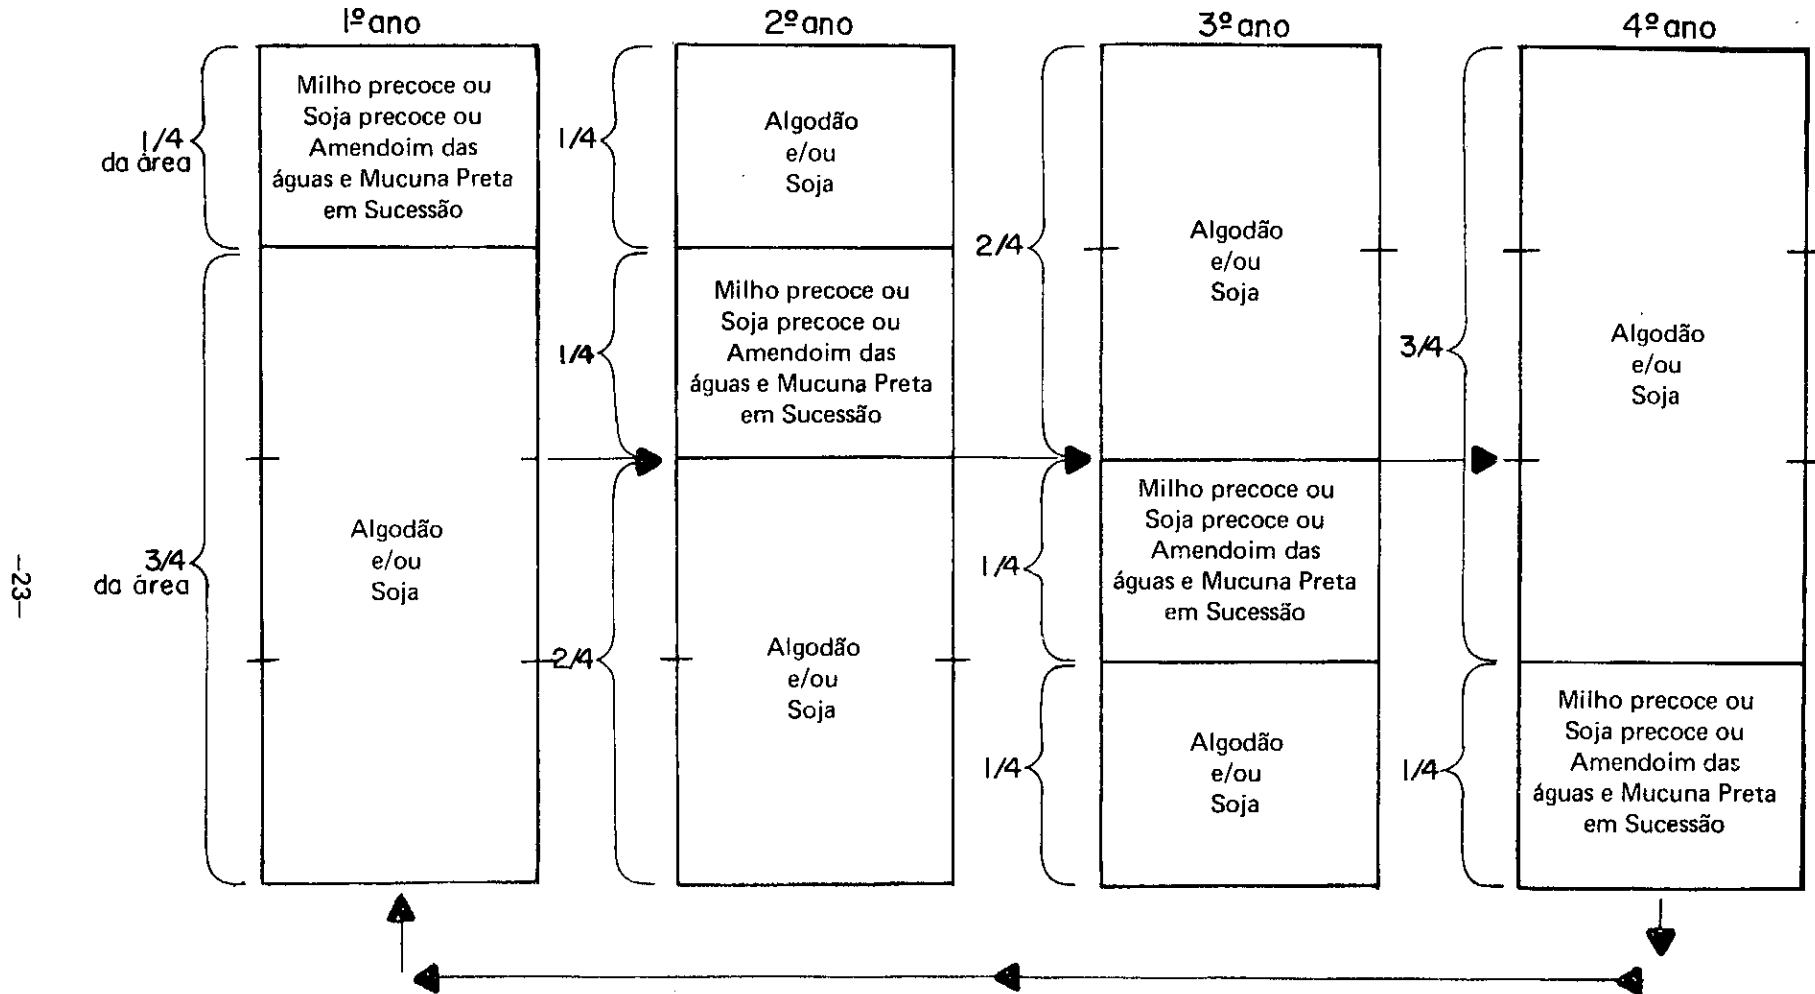 1º ano
1/4
da área
Milho precoce ou
Soja precoce ou
Amendoim das
águas e Mucuna Preta
em Sucessão
3/4
da área
Algodão
e/ou
Soja
2º ano
1/4
Algodão
e/ou
Soja
1/4
Milho precoce ou
Soja precoce ou
Amendoim das
águas e Mucuna Preta
em Sucessão
2/4
Algodão
e/ou
Soja
3º ano
2/4
Algodão
e/ou
Soja
1/4
Milho precoce ou
Soja precoce ou
Amendoim das
águas e Mucuna Preta
em Sucessão
1/4
Algodão
e/ou
Soja
4º ano
3/4
Algodão
e/ou
Soja
1/4
Milho precoce ou
Soja precoce ou
Amendoim das
águas e Mucuna Preta
em Sucessão
–23–